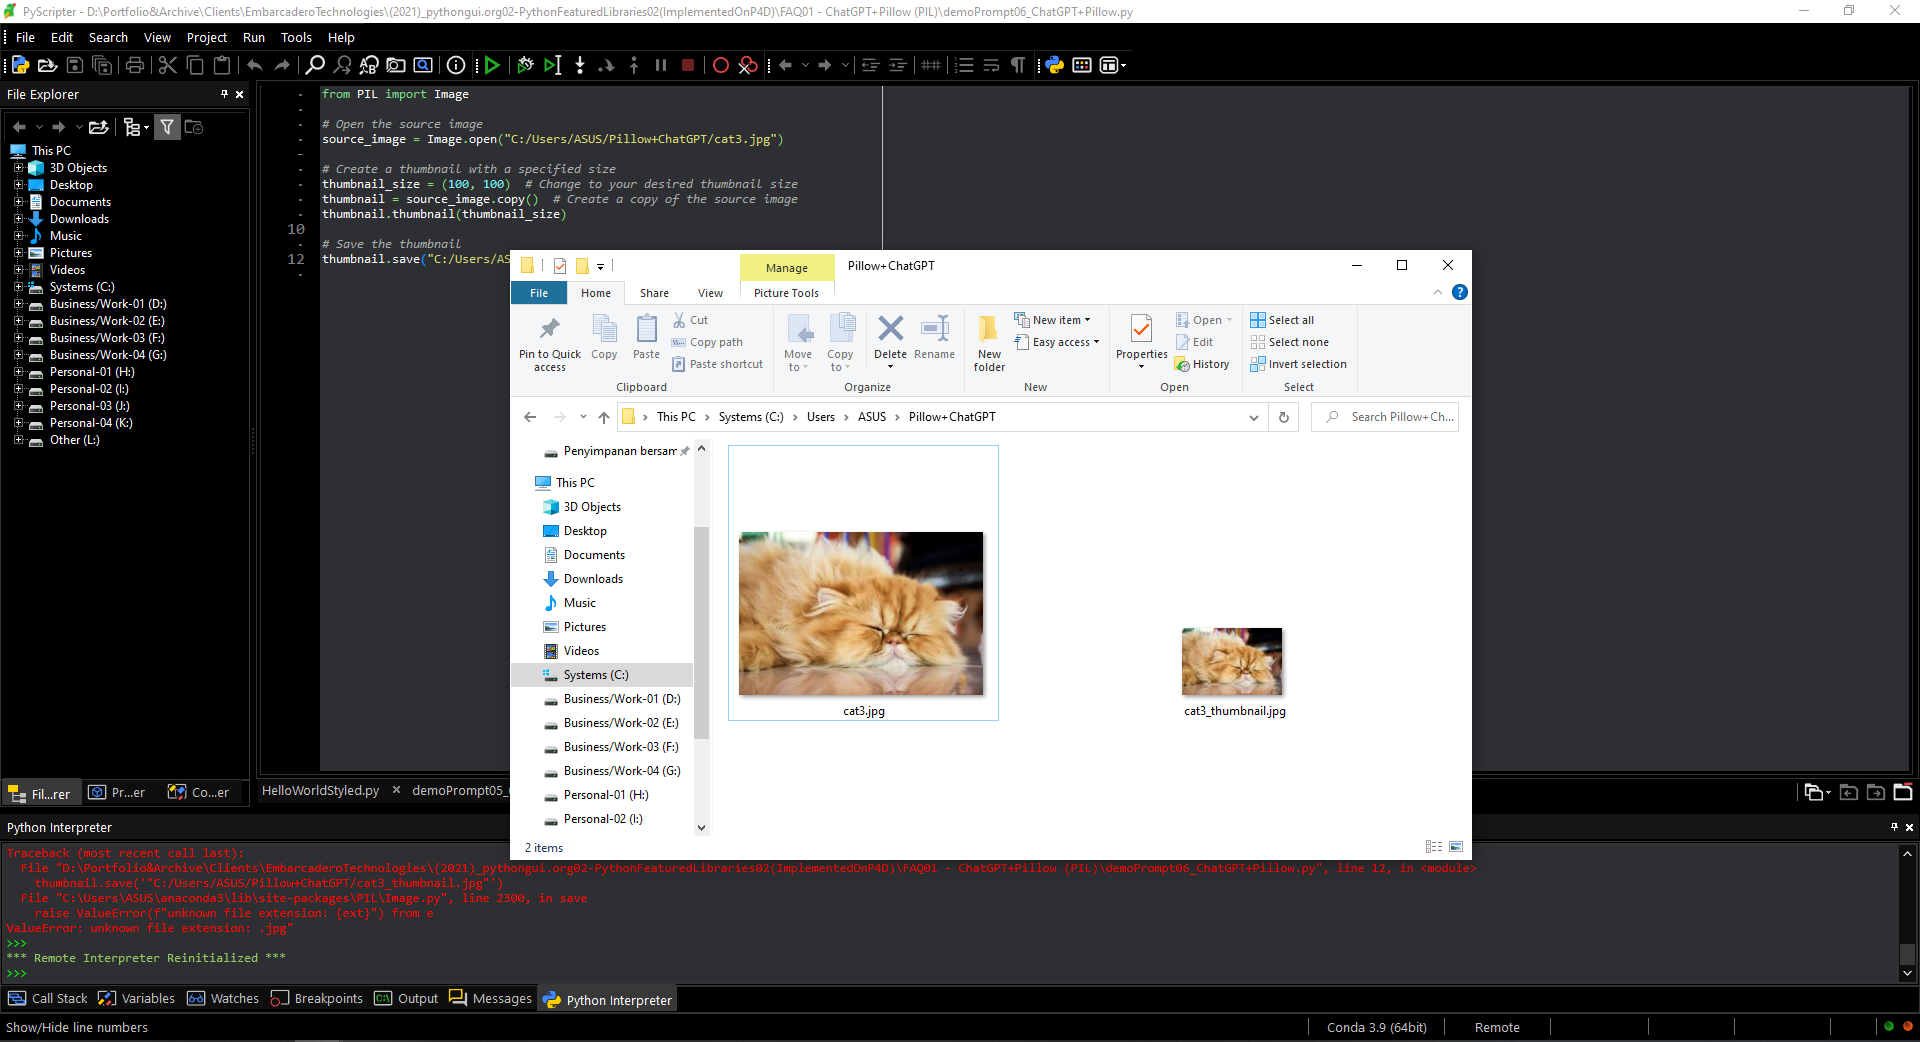 PyScripter - D:\Portfolio&Archive\Clients\EmbarcaderoTechnologies\(2021)_pythongui.org02-PythonFeaturedLibraries02(ImplementedOnP4D)\FAQ01 - ChatGPT+Pillow (PIL)\demoPrompt06_ChatGPT+Pillow.py
File Edit Search View Project Run Tools Help
File Explorer
This PC
3D Objects
Desktop
Documents
Downloads
Music
Pictures
Videos
Systems (C:)
Business/Work-01 (D:)
Business/Work-02 (E:)
Business/Work-03 (F:)
Business/Work-04 (G:)
Personal-01 (H:)
Personal-02 (I:)
Personal-03 (J:)
Personal-04 (K:)
Other (L:)
Fil...rer Pr...er Co...er
from PIL import Image
# Open the source image
source_image = Image.open("C:/Users/ASUS/Pillow+ChatGPT/cat3.jpg")
# Create a thumbnail with a specified size
thumbnail_size = (100, 100)  # Change to your desired thumbnail size
thumbnail = source_image.copy()  # Create a copy of the source image
thumbnail.thumbnail(thumbnail_size)
10
# Save the thumbnail
12 thumbnail.save("C:/Users/AS
HelloWorldStyled.py demoPrompt05_
Manage Pillow+ChatGPT
File Home Share View Picture Tools
Pin to Quick access
Copy
Paste
Cut
Copy path
Paste shortcut
Clipboard
Move to
Copy to
Delete
Rename
Organize
New folder
New item
Easy access
New
Properties
Open
Edit
History
Open
Select all
Select none
Invert selection
Select
This PC Systems (C:) Users ASUS Pillow+ChatGPT
Search Pillow+Ch...
Penyimpanan bersam
This PC
3D Objects
Desktop
Documents
Downloads
Music
Pictures
Videos
Systems (C:)
Business/Work-01 (D:)
Business/Work-02 (E:)
Business/Work-03 (F:)
Business/Work-04 (G:)
Personal-01 (H:)
Personal-02 (I:)
cat3.jpg
cat3_thumbnail.jpg
2 items
Python Interpreter
Traceback (most recent call last):
File "D:\Portfolio&Archive\Clients\EmbarcaderoTechnologies\(2021)_pythongui.org02-PythonFeaturedLibraries02(ImplementedOnP4D)\FAQ01 - ChatGPT+Pillow (PIL)\demoPrompt06_ChatGPT+Pillow.py", line 12, in <module>
thumbnail.save('"C:/Users/ASUS/Pillow+ChatGPT/cat3_thumbnail.jpg"')
File "C:\Users\ASUS\anaconda3\lib\site-packages\PIL\Image.py", line 2300, in save
raise ValueError(f"unknown file extension: {ext}") from e
ValueError: unknown file extension: .jpg"
>>>
*** Remote Interpreter Reinitialized ***
>>>
Call Stack Variables Watches Breakpoints Output Messages Python Interpreter
Show/Hide line numbers
Conda 3.9 (64bit) Remote